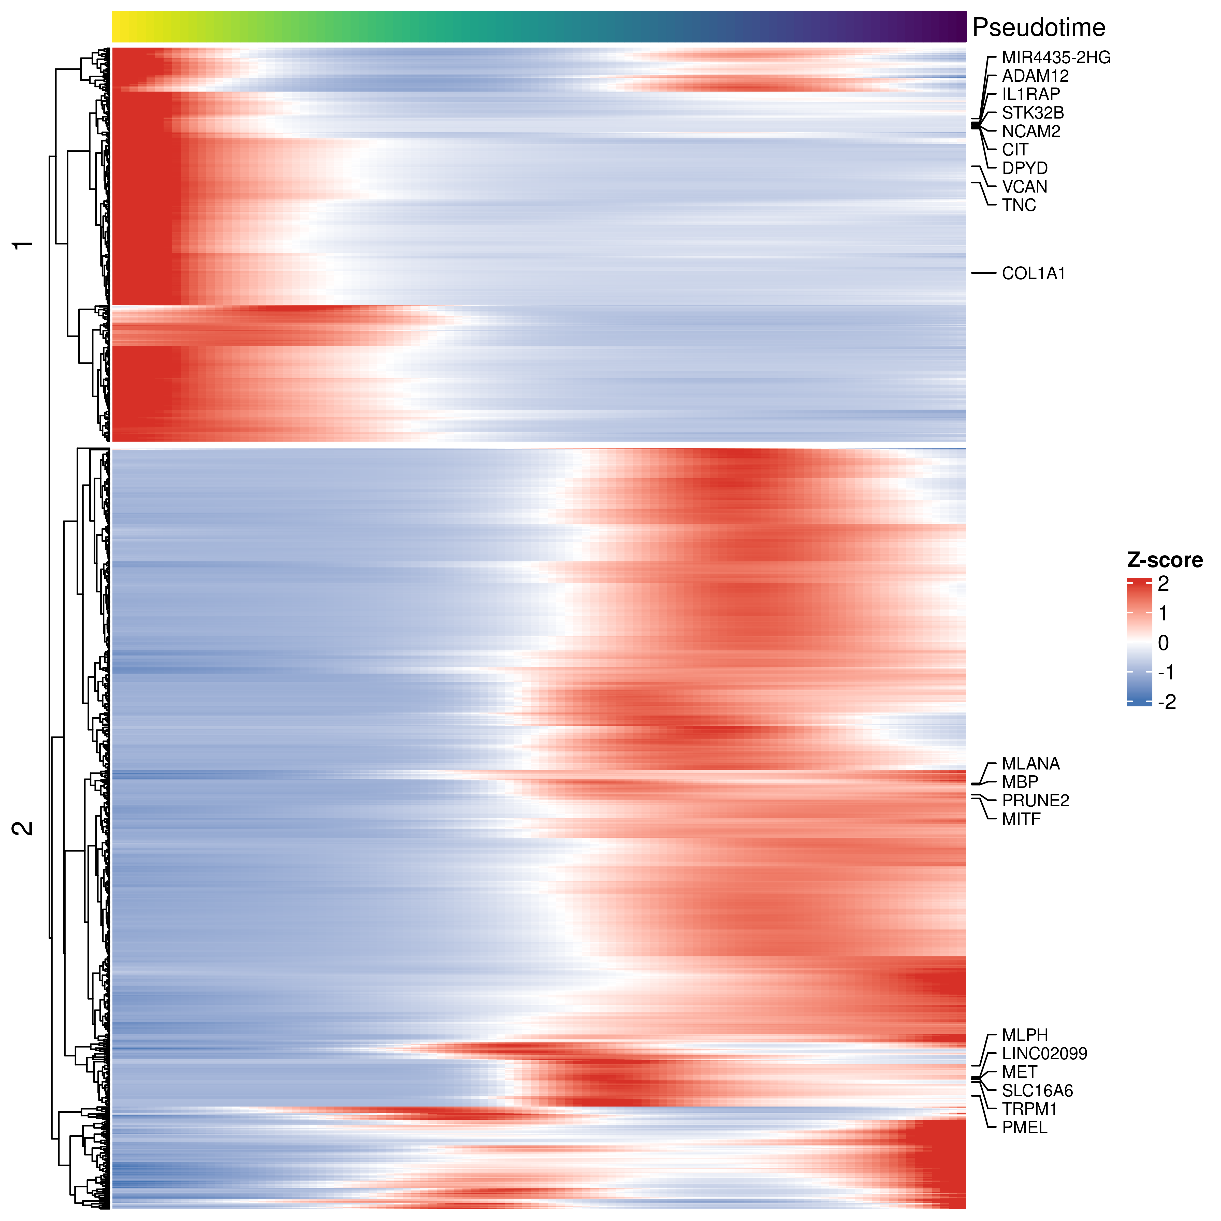 Pseudotime
MIR4435-2HG
ADAM12
IL1RAP
STK32B
NCAM2
CIT
DPYD
VCAN
TNC
1
COL1A1
Z-score
2
1
0
-1
-2
MLANA
MBP
PRUNE2
MITF
2
MLPH
LINC02099
MET
SLC16A6
TRPM1
PMEL